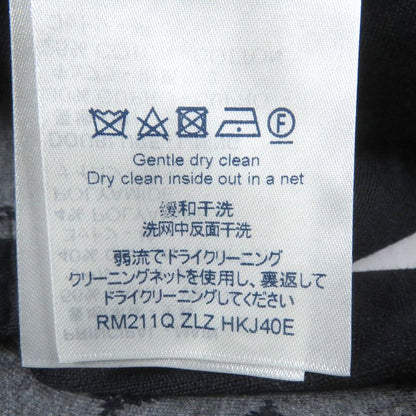 F
Gentle dry clean
Dry clean inside out in a net
缓和干洗
洗网中反面干洗
弱流でドライクリーニング
クリーニングネットを使用し、裏返して
ドライクリーニングしてください
RM211Q ZLZ HKJ40E